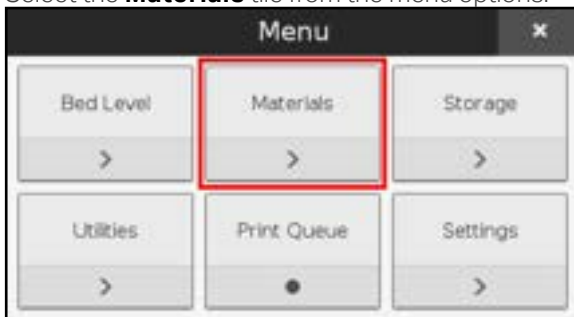 Select the Materials tile from the menu options.
Menu ×
Bed Level Materials Storage
> > >
Utilities Print Queue Settings
> ● >